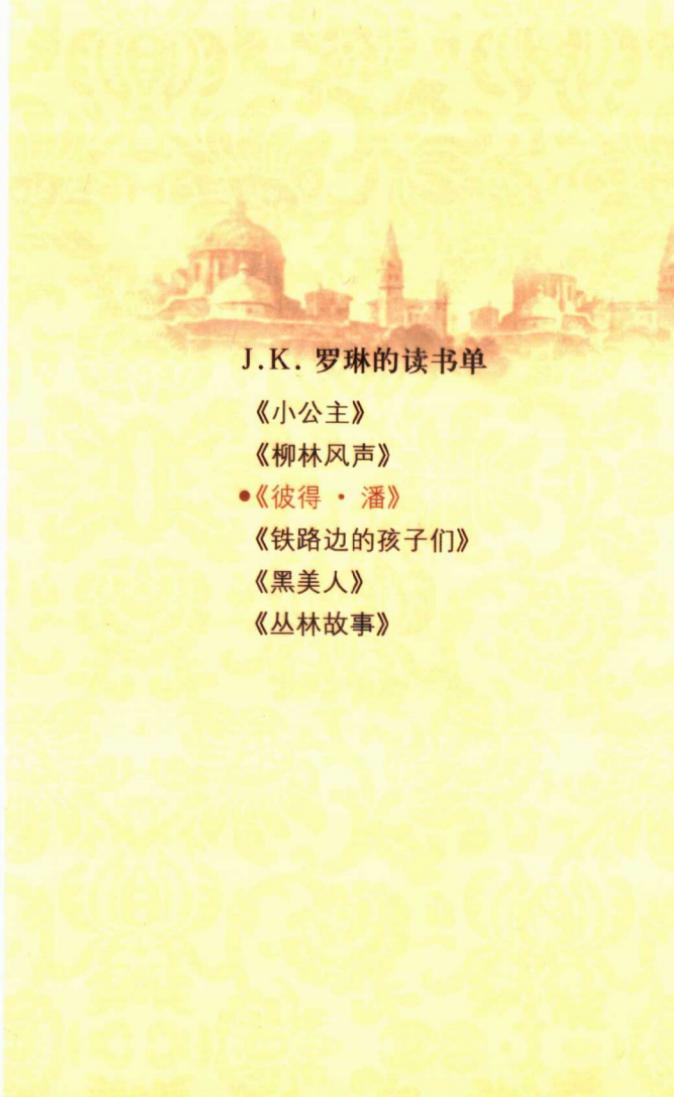 J.K. 罗琳的读书单
《小公主》
《柳林风声》
•《彼得 · 潘》
《铁路边的孩子们》
《黑美人》
《丛林故事》